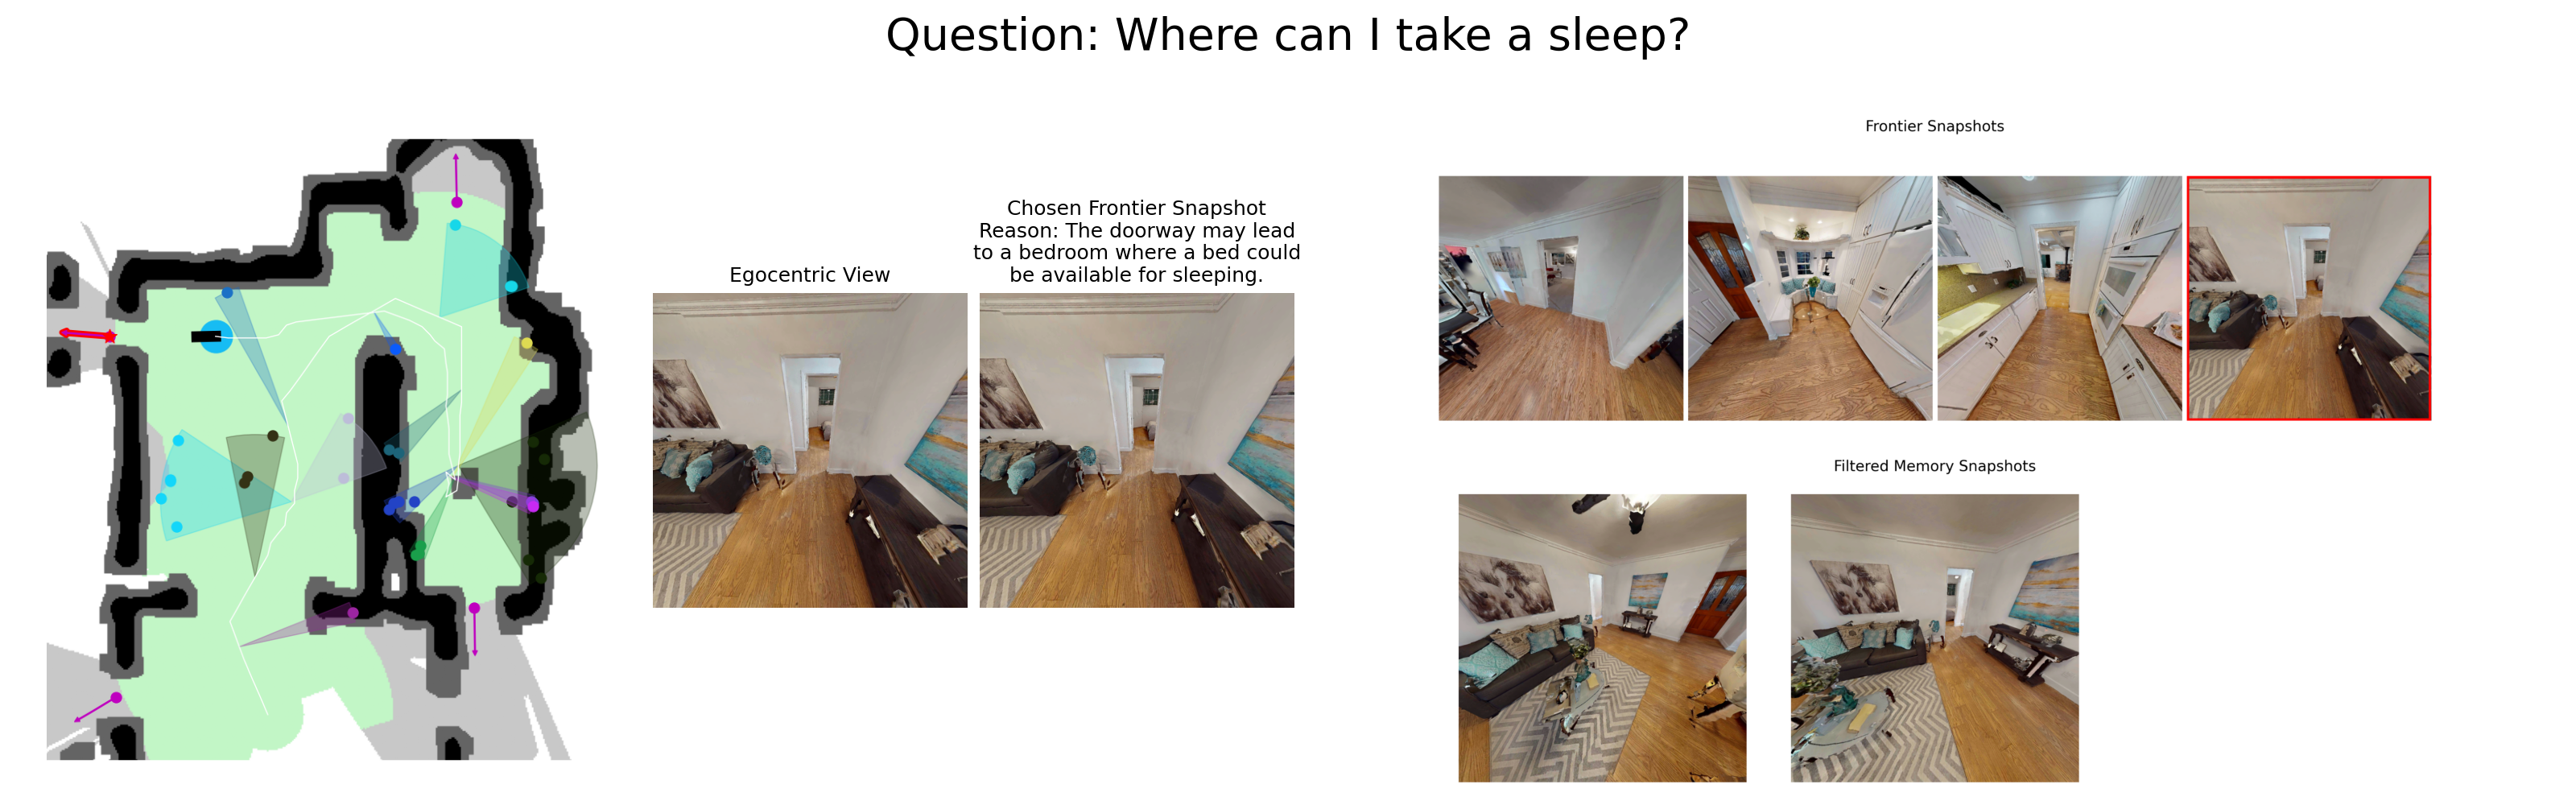 Question: Where can I take a sleep?
Frontier Snapshots
Chosen Frontier Snapshot
Reason: The doorway may lead
to a bedroom where a bed could
be available for sleeping.
Egocentric View
Filtered Memory Snapshots